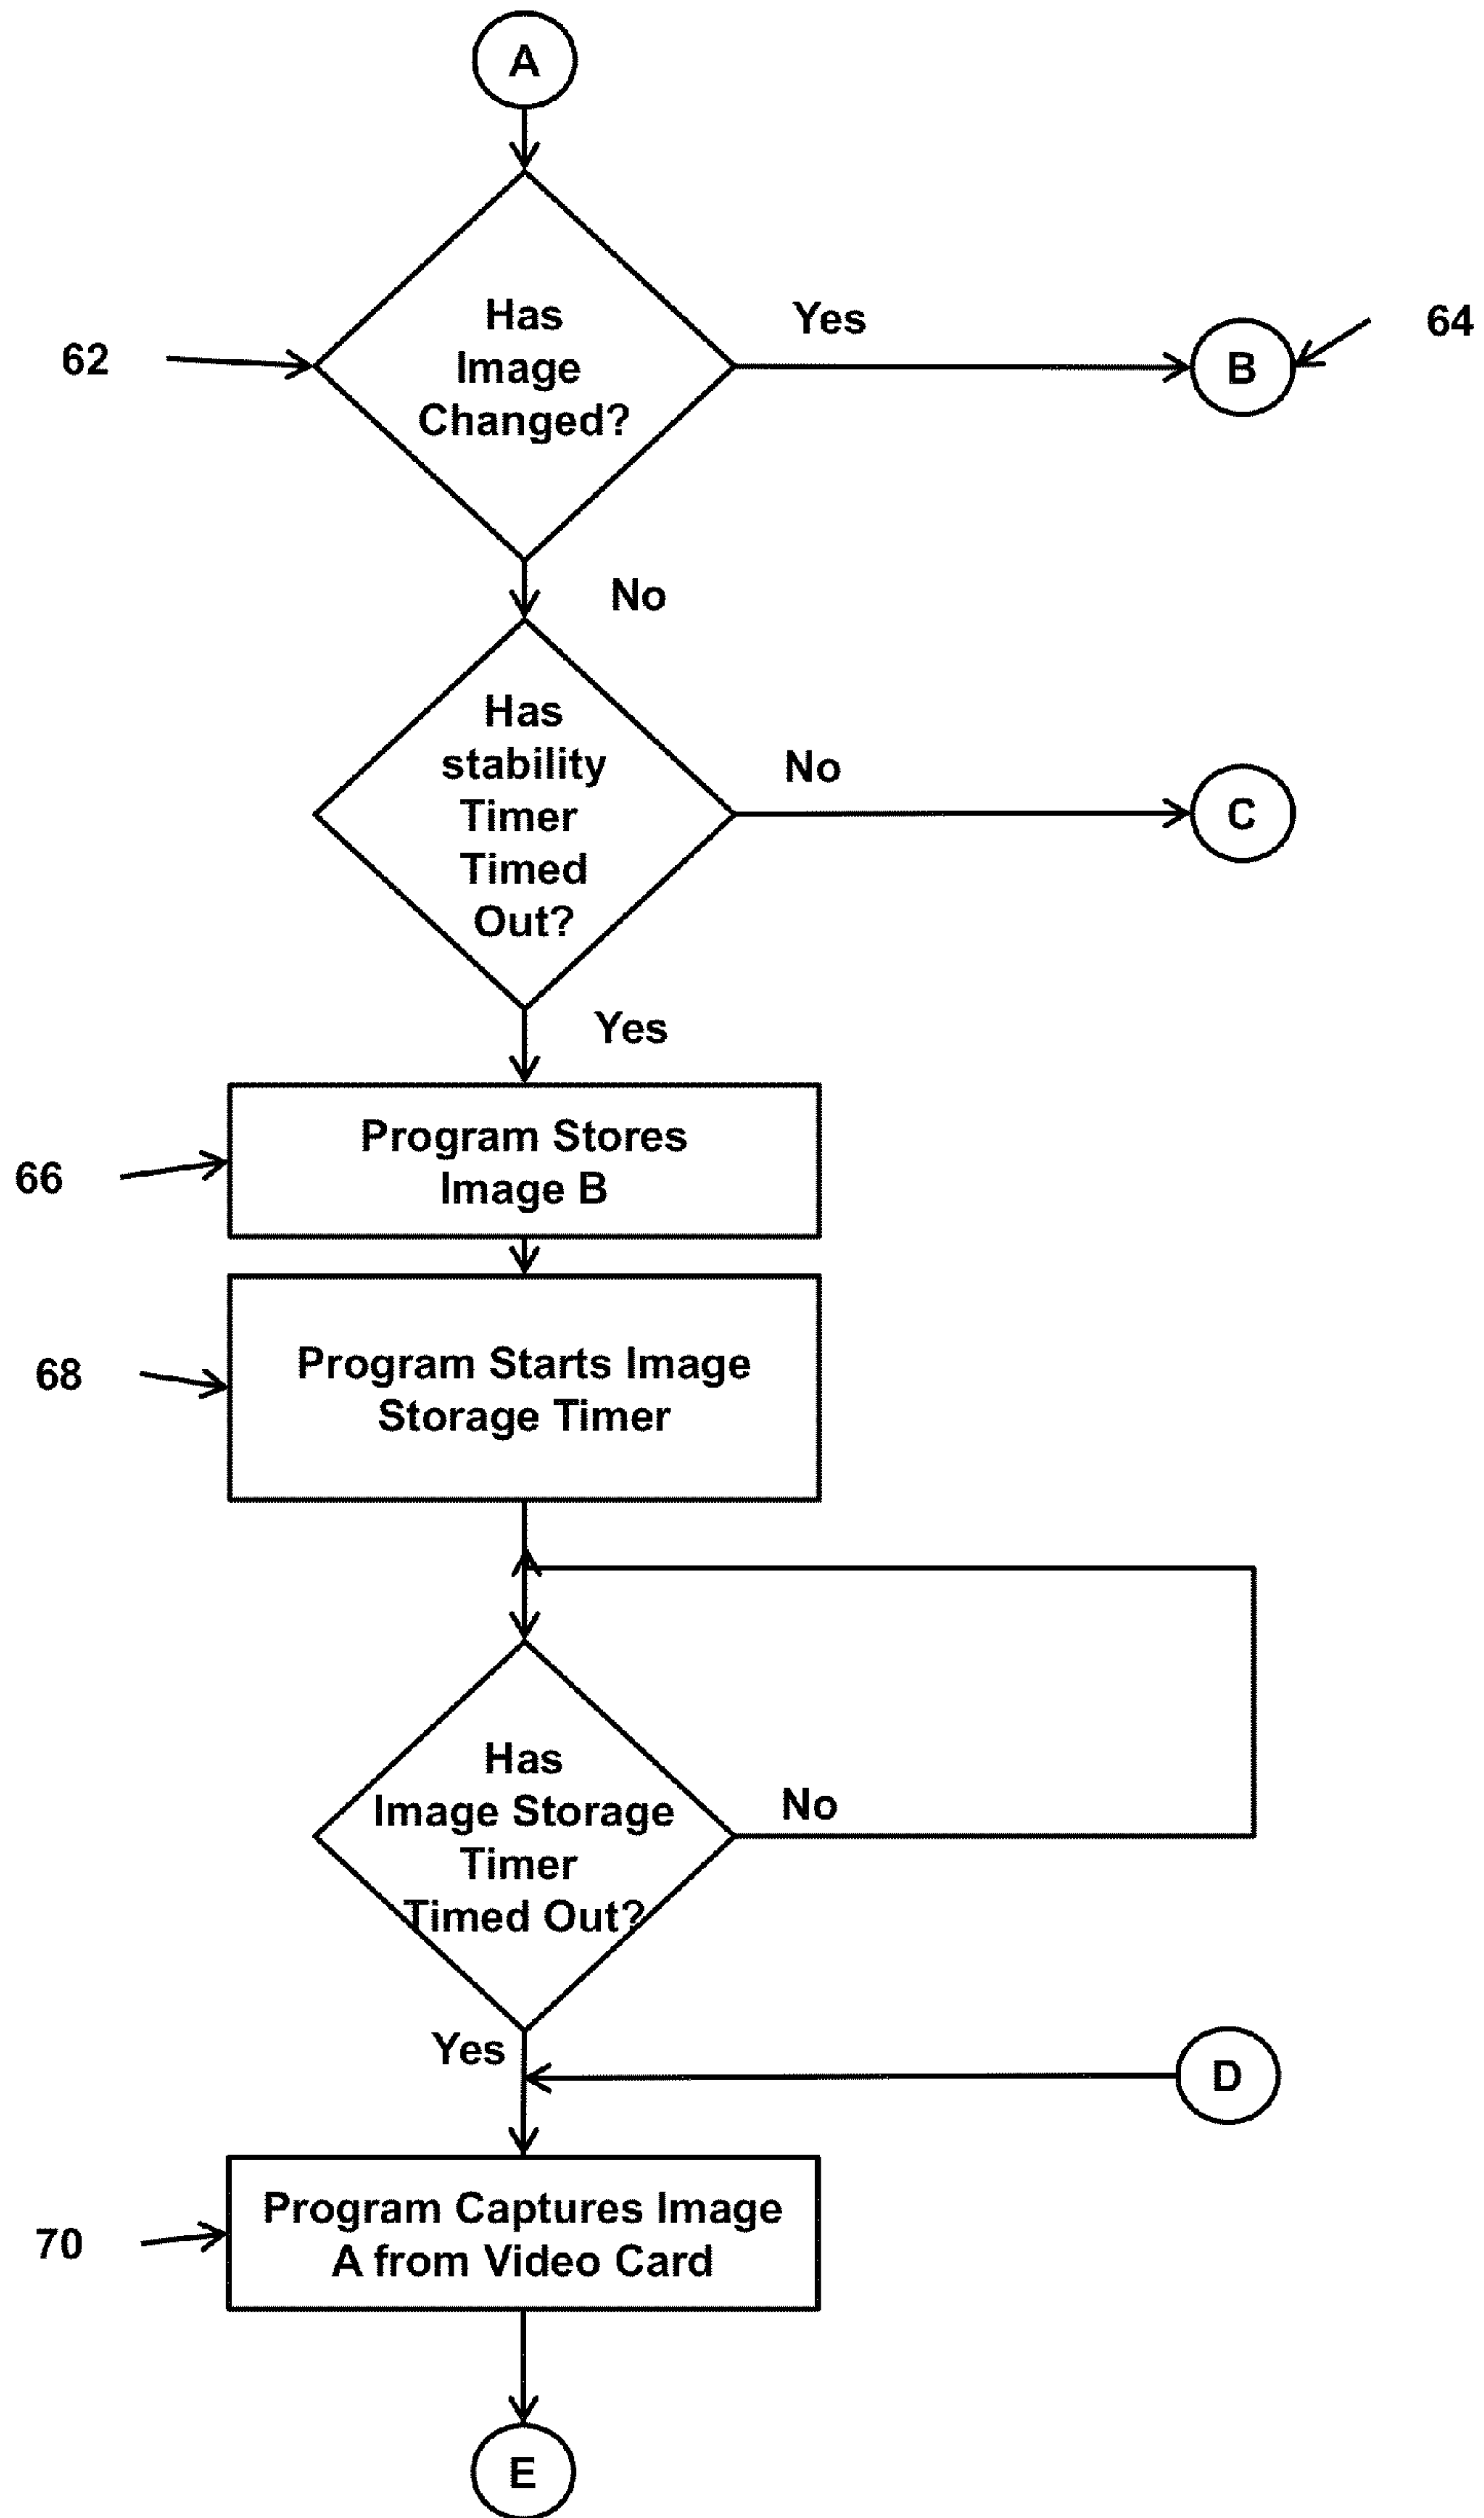 A
Has
Image
Changed?
Yes
62
B
64
No
Has
stability
Timer
Timed
Out?
No
C
Yes
Program Stores
Image B
66
Program Starts Image
Storage Timer
68
Has
Image Storage
Timer
Timed Out?
No
Yes
D
Program Captures Image
A from Video Card
70
E